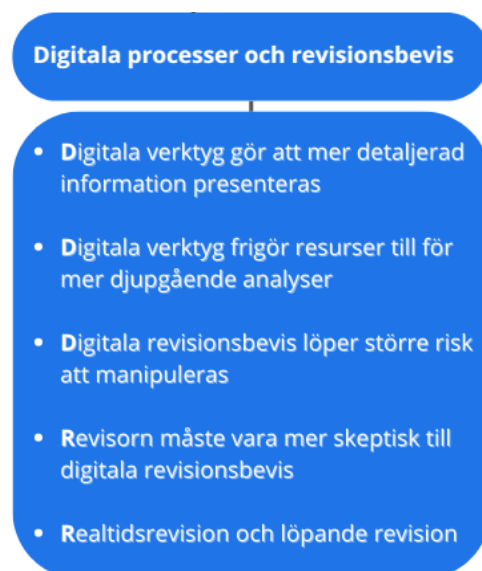 Digitala processer och revisionsbevis
• Digitala verktyg gör att mer detaljerad
information presenteras
• Digitala verktyg frigör resurser till för
mer djupgående analyser
• Digitala revisionsbevis löper större risk
att manipuleras
• Revisorn måste vara mer skeptisk till
digitala revisionsbevis
• Realtidsrevision och löpande revision